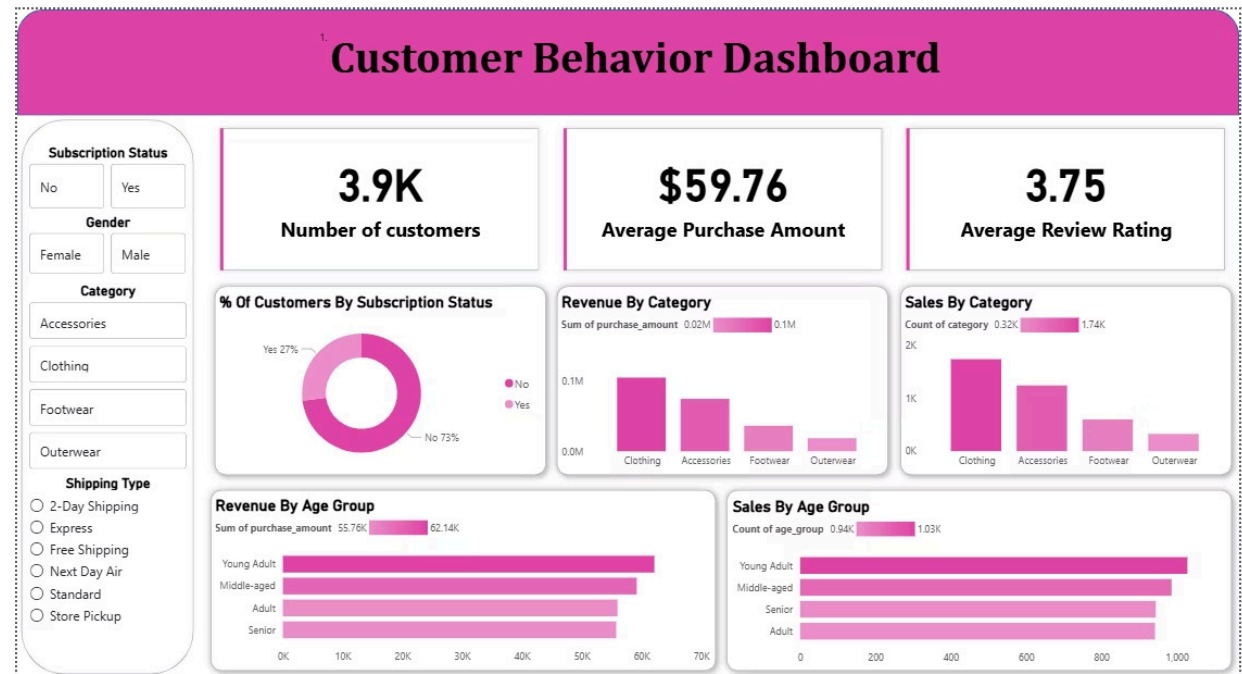 1.
Customer Behavior Dashboard
Subscription Status
No
Yes
Gender
Female
Male
Category
Accessories
Clothing
Footwear
Outerwear
Shipping Type
2-Day Shipping
Express
Free Shipping
Next Day Air
Standard
Store Pickup
3.9K
Number of customers
$59.76
Average Purchase Amount
3.75
Average Review Rating
% Of Customers By Subscription Status
Yes 27%
No 73%
No
Yes
Revenue By Category
Sum of purchase_amount 0.02M 0.1M
0.1M
0.0M
Clothing Accessories Footwear Outerwear
Sales By Category
Count of category 0.32K 1.74K
2K
1K
0K
Clothing Accessories Footwear Outerwear
Revenue By Age Group
Sum of purchase_amount 55.76K 62.14K
Young Adult
Middle-aged
Adult
Senior
0K 10K 20K 30K 40K 50K 60K 70K
Sales By Age Group
Count of age_group 0.94K 1.03K
Young Adult
Middle-aged
Senior
Adult
0 200 400 600 800 1,000